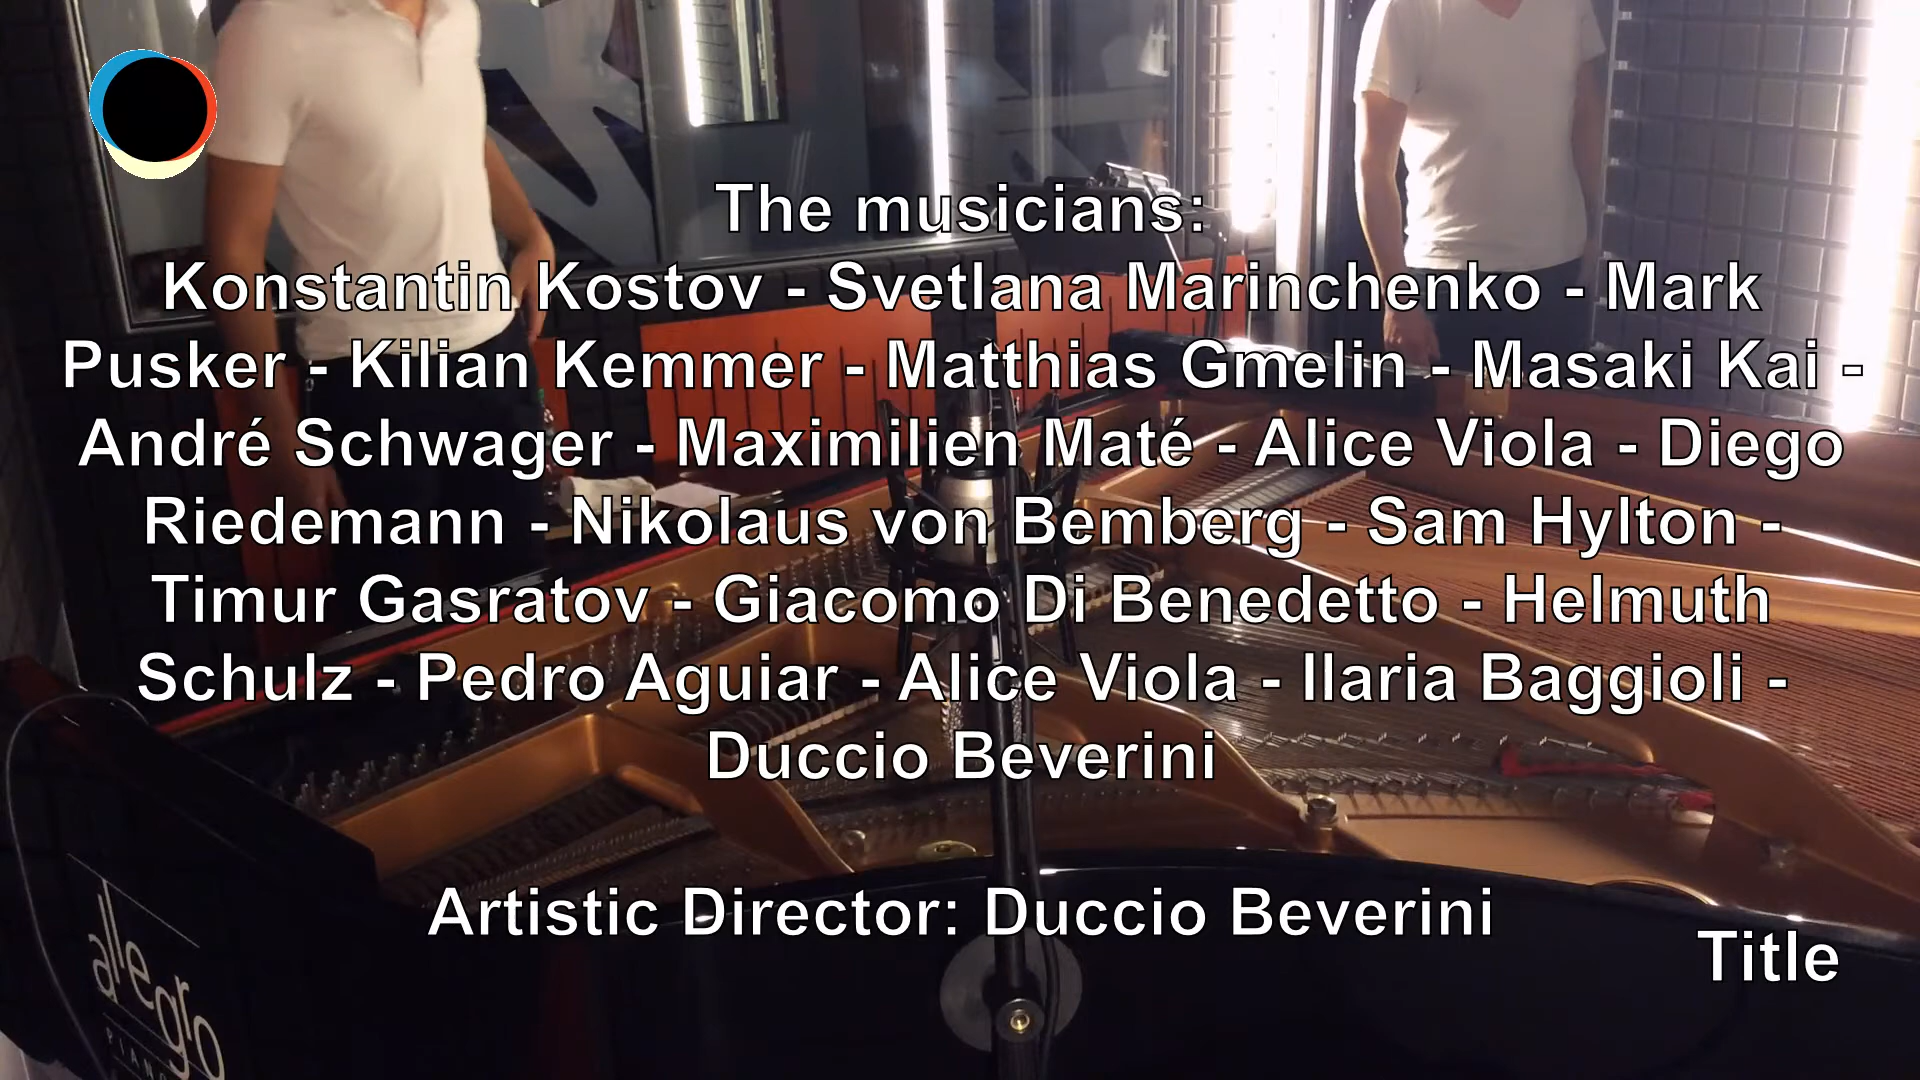 The musicians:
Konstantin Kostov - Svetlana Marinchenko - Mark
Pusker - Kilian Kemmer - Matthias Gmelin - Masaki Kai -
André Schwager - Maximilien Maté - Alice Viola - Diego
Riedemann - Nikolaus von Bemberg - Sam Hylton -
Timur Gasratov - Giacomo Di Benedetto - Helmuth
Schulz - Pedro Aguiar - Alice Viola - Ilaria Baggioli -
Duccio Beverini
Artistic Director: Duccio Beverini
Title
allegro